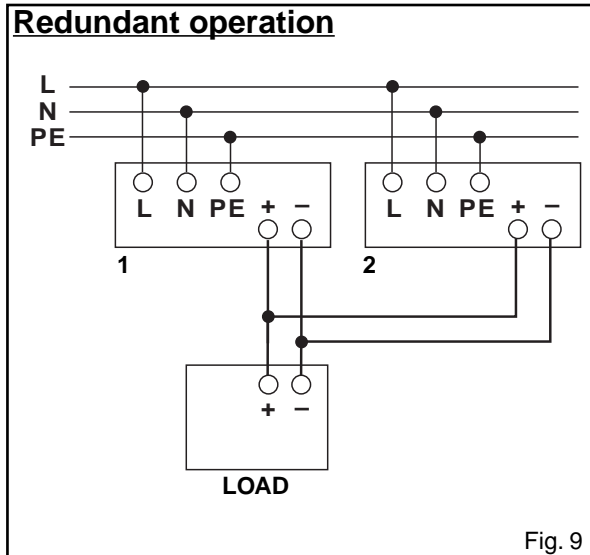 Redundant operation
L
N
PE
L N PE + − L N PE + −
1 2
+ −
LOAD
Fig. 9